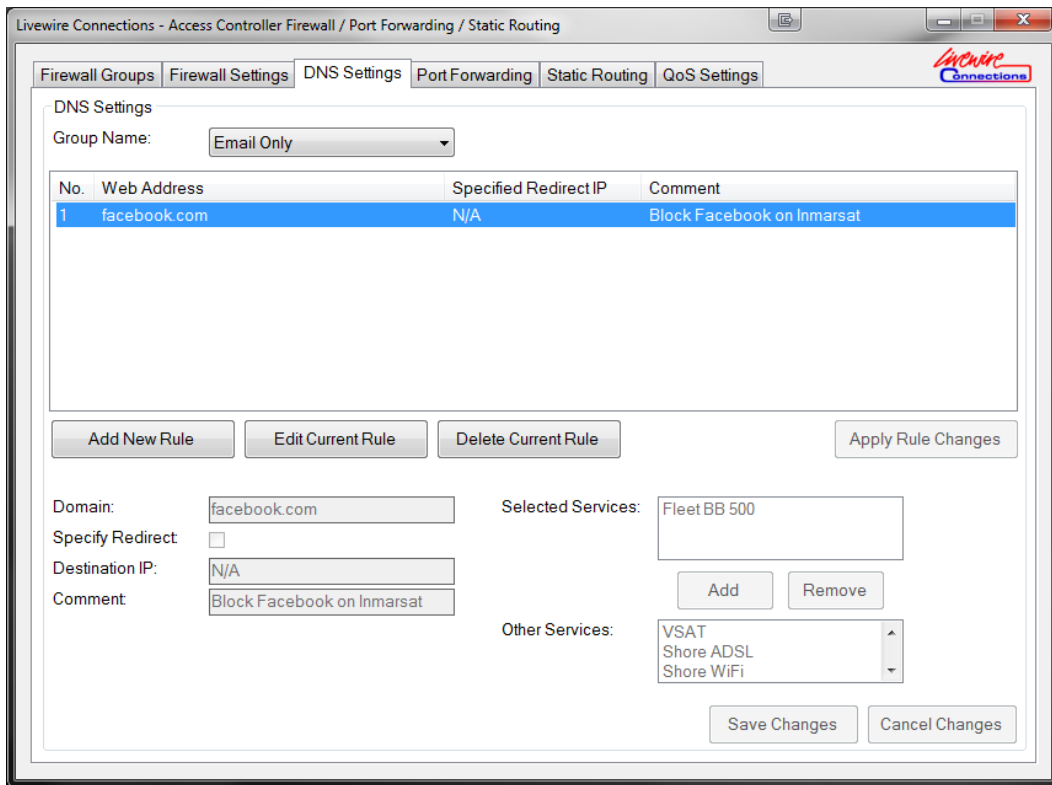 Livewire Connections - Access Controller Firewall / Port Forwarding / Static Routing
Livewire Connections
Firewall Groups Firewall Settings DNS Settings Port Forwarding Static Routing QoS Settings
DNS Settings
Group Name: Email Only
No. Web Address Specified Redirect IP Comment
1 facebook.com N/A Block Facebook on Inmarsat
Add New Rule Edit Current Rule Delete Current Rule Apply Rule Changes
Domain: facebook.com Selected Services: Fleet BB 500
Specify Redirect:
Destination IP: N/A
Comment: Block Facebook on Inmarsat
Add Remove
Other Services: VSAT
Shore ADSL
Shore WiFi
Save Changes Cancel Changes